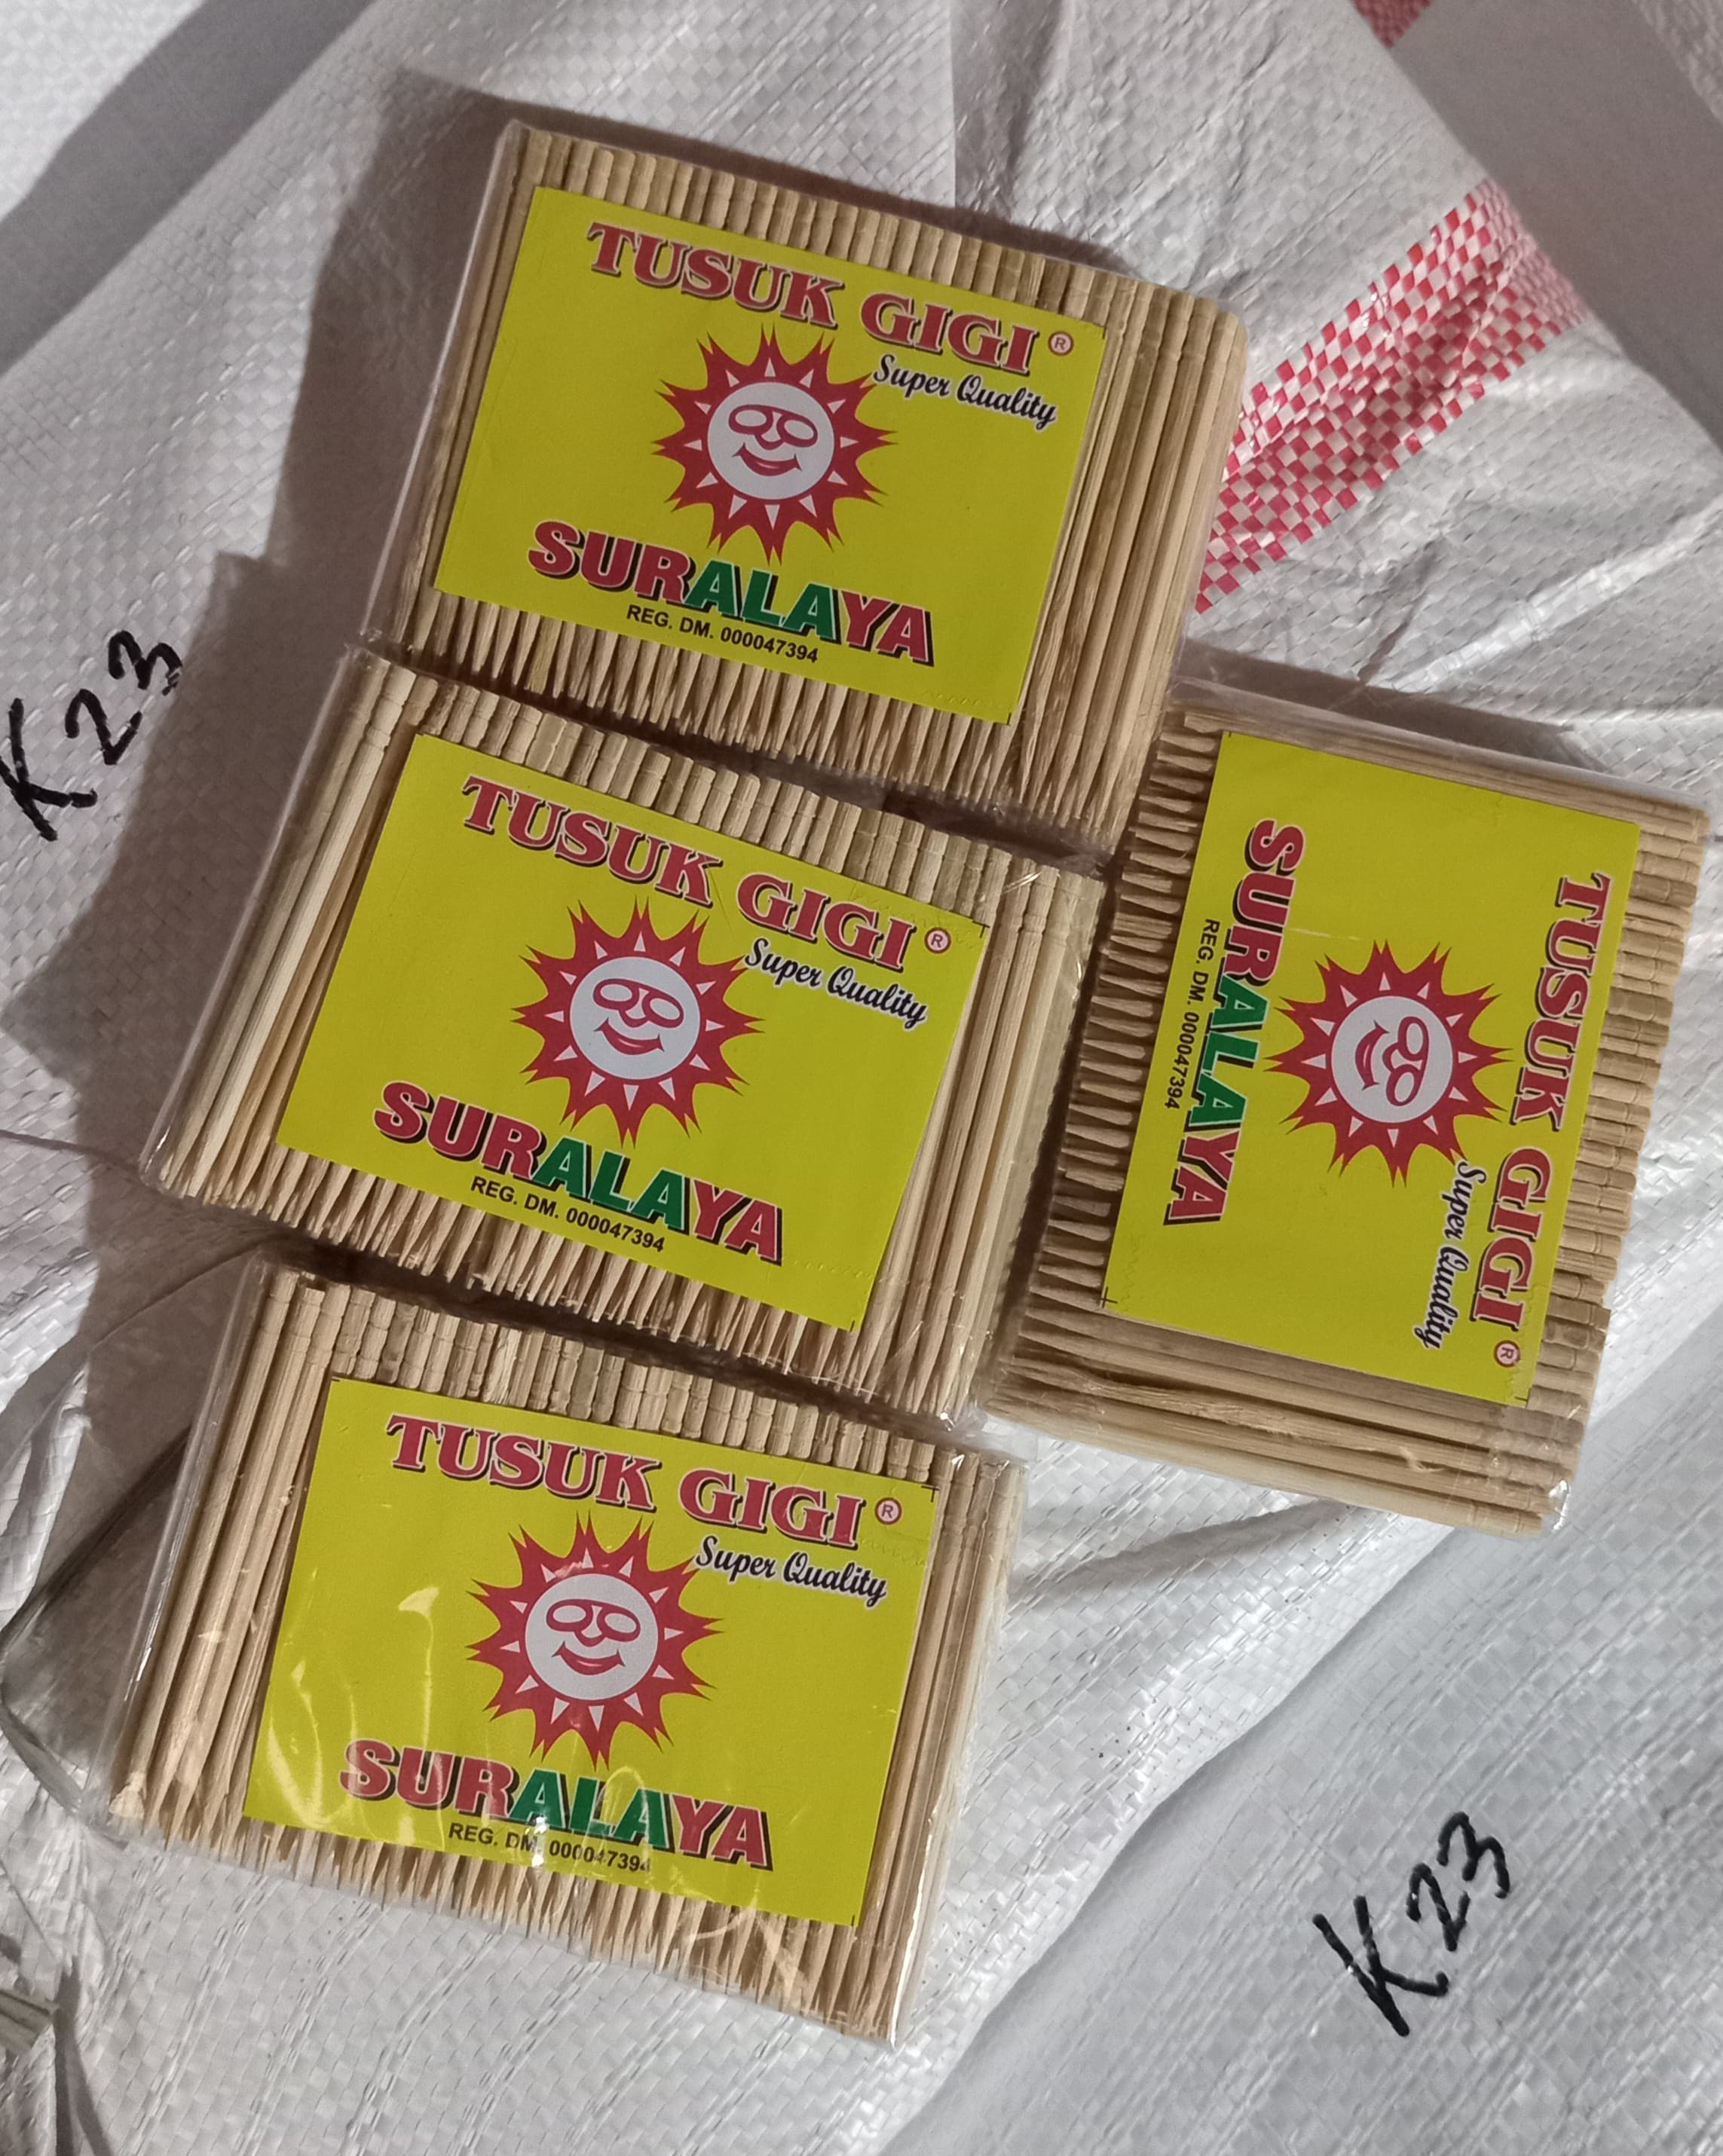 TUSUK GIGI ®
Super Quality
SURALAYA
REG. DM. 000047394
K23
TUSUK GIGI ®
Super Quality
SURALAYA
REG. DM. 000047394
TUSUK GIGI ®
Super Quality
SURALAYA
REG. DM. 000047394
TUSUK GIGI ®
Super Quality
SURALAYA
REG. DM. 000047394
K23